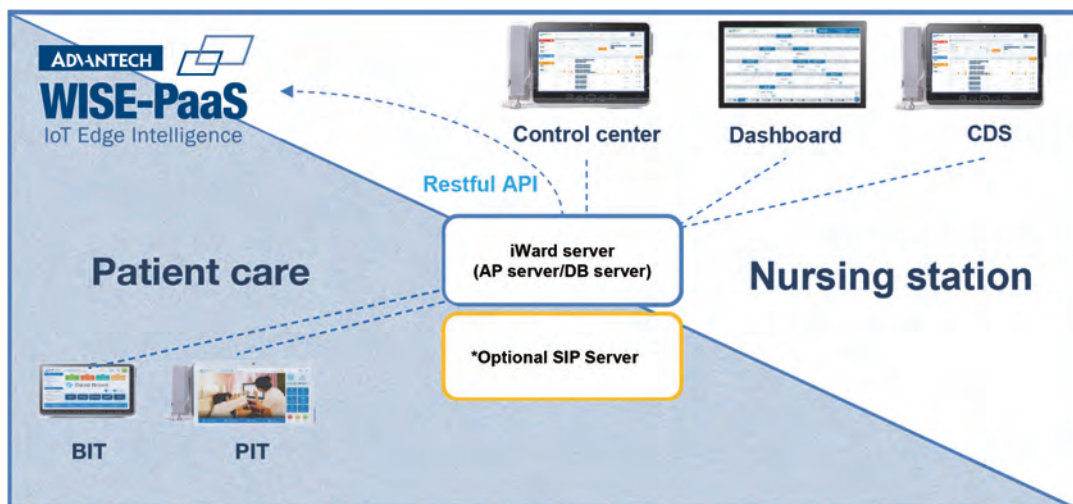 ADVANTECH
WISE-PaaS
IoT Edge Intelligence
Control center
Dashboard
CDS
Restful API
iWard server
(AP server/DB server)
Patient care
Nursing station
*Optional SIP Server
BIT
PIT